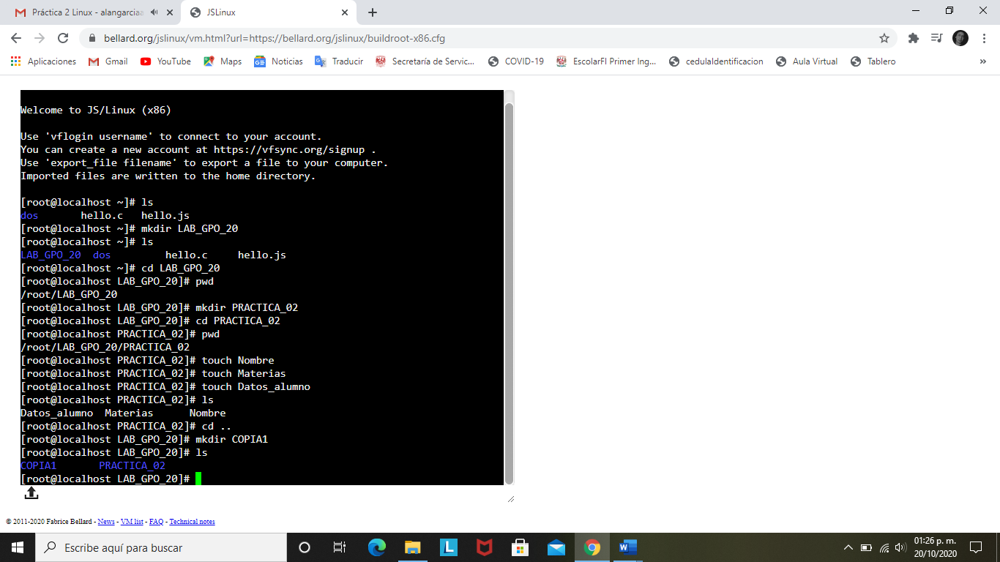 Práctica 2 Linux - alangarciaa
JSLinux
bellard.org/jslinux/vm.html?url=https://bellard.org/jslinux/buildroot-x86.cfg
Aplicaciones Gmail YouTube Maps Noticias Traducir Secretaría de Servic... COVID-19 EscolarFI Primer Ing... cedulaIdentificacion Aula Virtual Tablero »
Welcome to JS/Linux (x86)
Use 'vflogin username' to connect to your account.
You can create a new account at https://vfsync.org/signup .
Use 'export_file filename' to export a file to your computer.
Imported files are written to the home directory.
[root@localhost ~]# ls
dos       hello.c   hello.js
[root@localhost ~]# mkdir LAB_GPO_20
[root@localhost ~]# ls
LAB_GPO_20  dos         hello.c     hello.js
[root@localhost ~]# cd LAB_GPO_20
[root@localhost LAB_GPO_20]# pwd
/root/LAB_GPO_20
[root@localhost LAB_GPO_20]# mkdir PRACTICA_02
[root@localhost LAB_GPO_20]# cd PRACTICA_02
[root@localhost PRACTICA_02]# pwd
/root/LAB_GPO_20/PRACTICA_02
[root@localhost PRACTICA_02]# touch Nombre
[root@localhost PRACTICA_02]# touch Materias
[root@localhost PRACTICA_02]# touch Datos_alumno
[root@localhost PRACTICA_02]# ls
Datos_alumno  Materias      Nombre
[root@localhost PRACTICA_02]# cd ..
[root@localhost LAB_GPO_20]# mkdir COPIA1
[root@localhost LAB_GPO_20]# ls
COPIA1       PRACTICA_02
[root@localhost LAB_GPO_20]#
© 2011-2020 Fabrice Bellard - News - VM list - FAQ - Technical notes
Escribe aquí para buscar
01:26 p. m.
20/10/2020